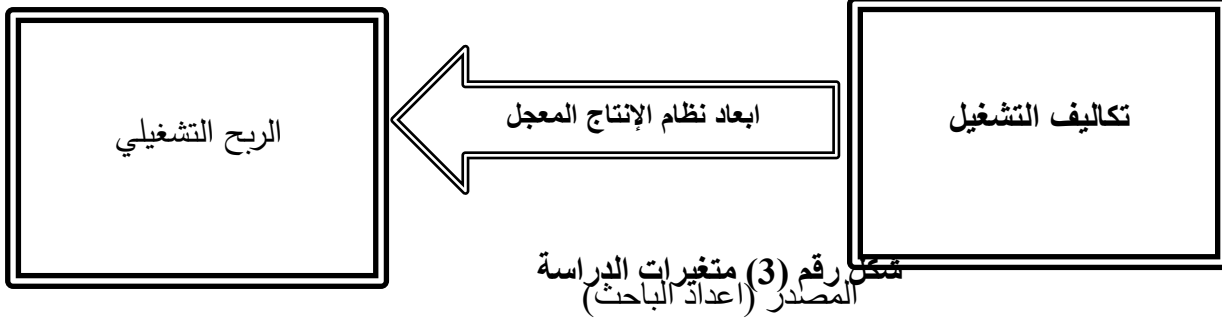 تكاليف التشغيل
ابعاد نظام الإنتاج المعجل
الربح التشغيلي
شكل رقم (3) متغيرات الدراسة
المصدر (اعداد الباحث)